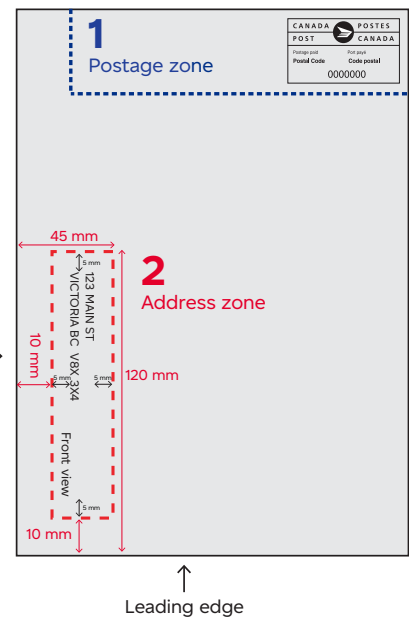 1
Postage zone
CANADA POSTES
POST CANADA
Postage paid Port payé
Postal Code Code postal
0000000
45 mm
5 mm
2
Address zone
123 MAIN ST
VICTORIA BC V8X 3X4
10 mm
5 mm 5 mm
120 mm
Front view
5 mm
10 mm
Leading edge